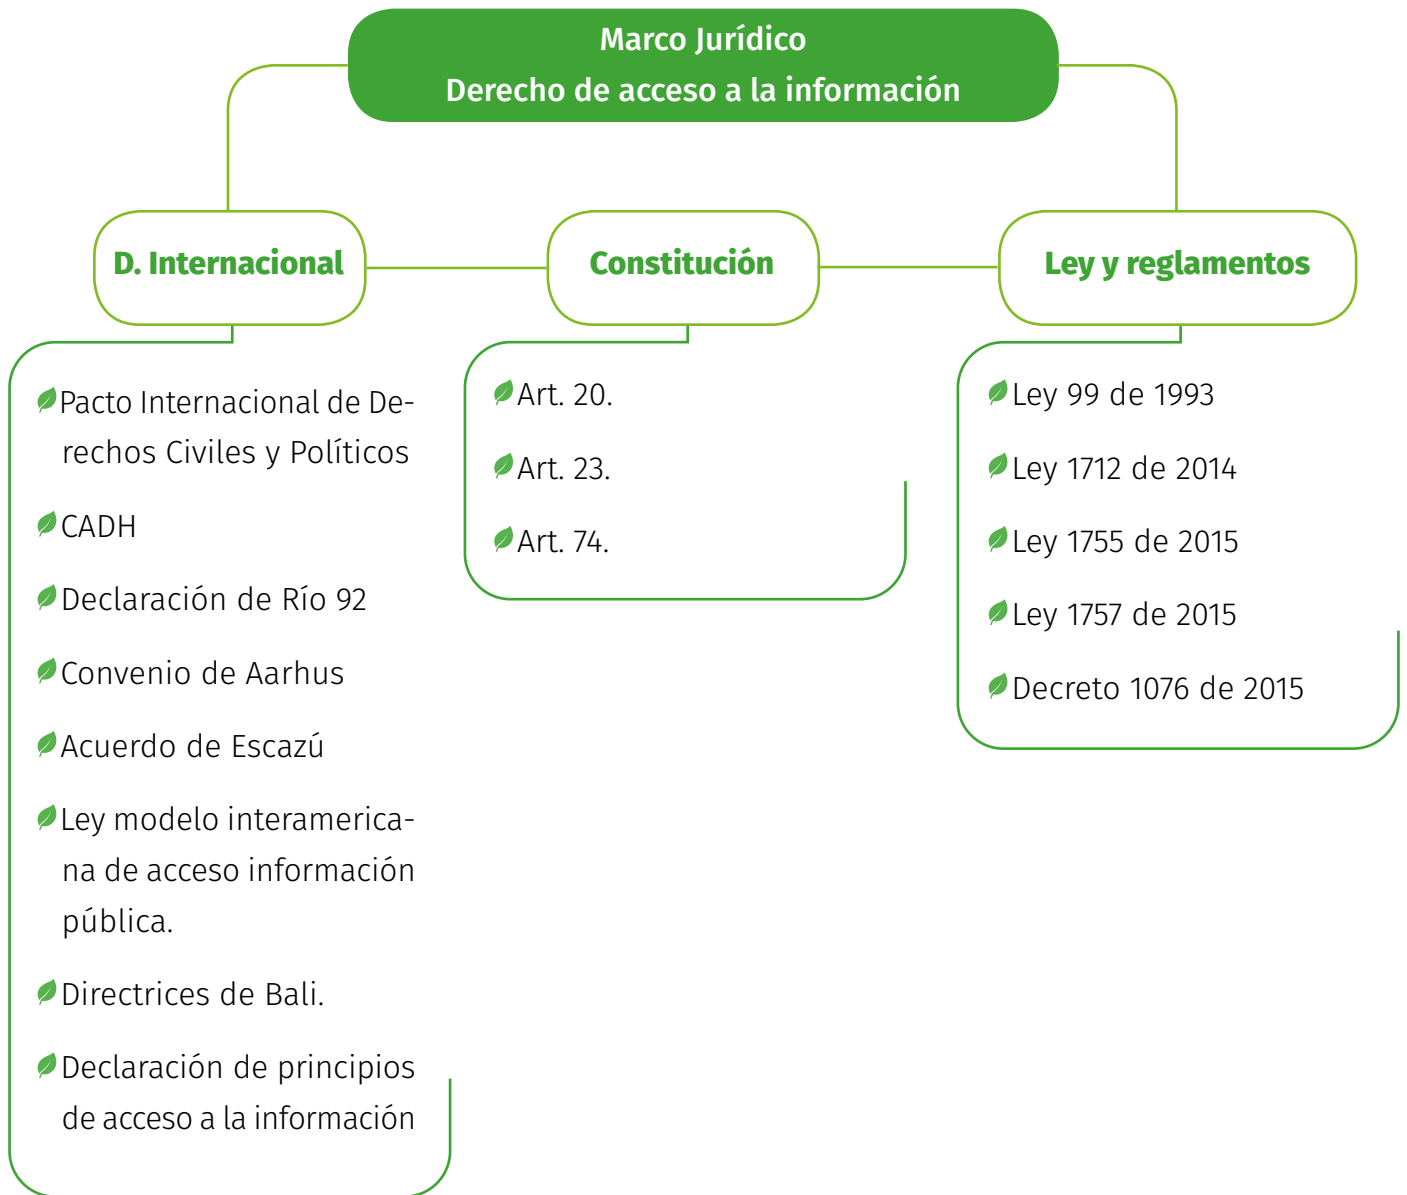 Marco Jurídico
Derecho de acceso a la información
D. Internacional
Pacto Internacional de De-
rechos Civiles y Políticos
CADH
Declaración de Río 92
Convenio de Aarhus
Acuerdo de Escazú
Ley modelo interamerica-
na de acceso información
pública.
Directrices de Bali.
Declaración de principios
de acceso a la información
Constitución
Art. 20.
Art. 23.
Art. 74.
Ley y reglamentos
Ley 99 de 1993
Ley 1712 de 2014
Ley 1755 de 2015
Ley 1757 de 2015
Decreto 1076 de 2015